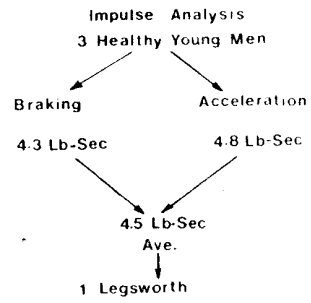 Impulse Analysis
3 Healthy Young Men
Braking Acceleration
4.3 Lb-Sec 4.8 Lb-Sec
4.5 Lb-Sec
Ave.
1 Legsworth